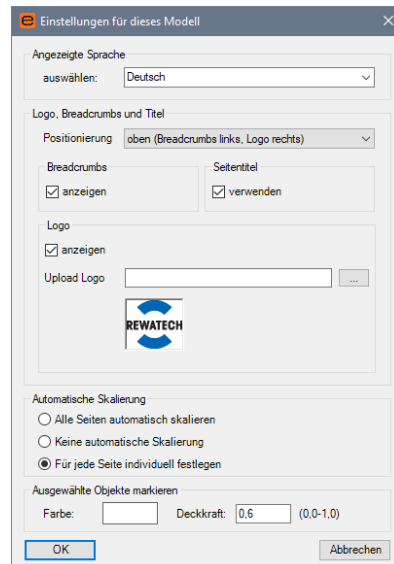 Einstellungen für dieses Modell
Angezeigte Sprache
auswählen: Deutsch
Logo, Breadcrumbs und Titel
Positionierung oben (Breadcrumbs links, Logo rechts)
Breadcrumbs Seitentitel
anzeigen verwenden
Logo
anzeigen
Upload Logo ...
REWATECH
Automatische Skalierung
Alle Seiten automatisch skalieren
Keine automatische Skalierung
Für jede Seite individuell festlegen
Ausgewählte Objekte markieren
Farbe: Deckkraft: 0,6 (0,0-1,0)
OK Abbrechen